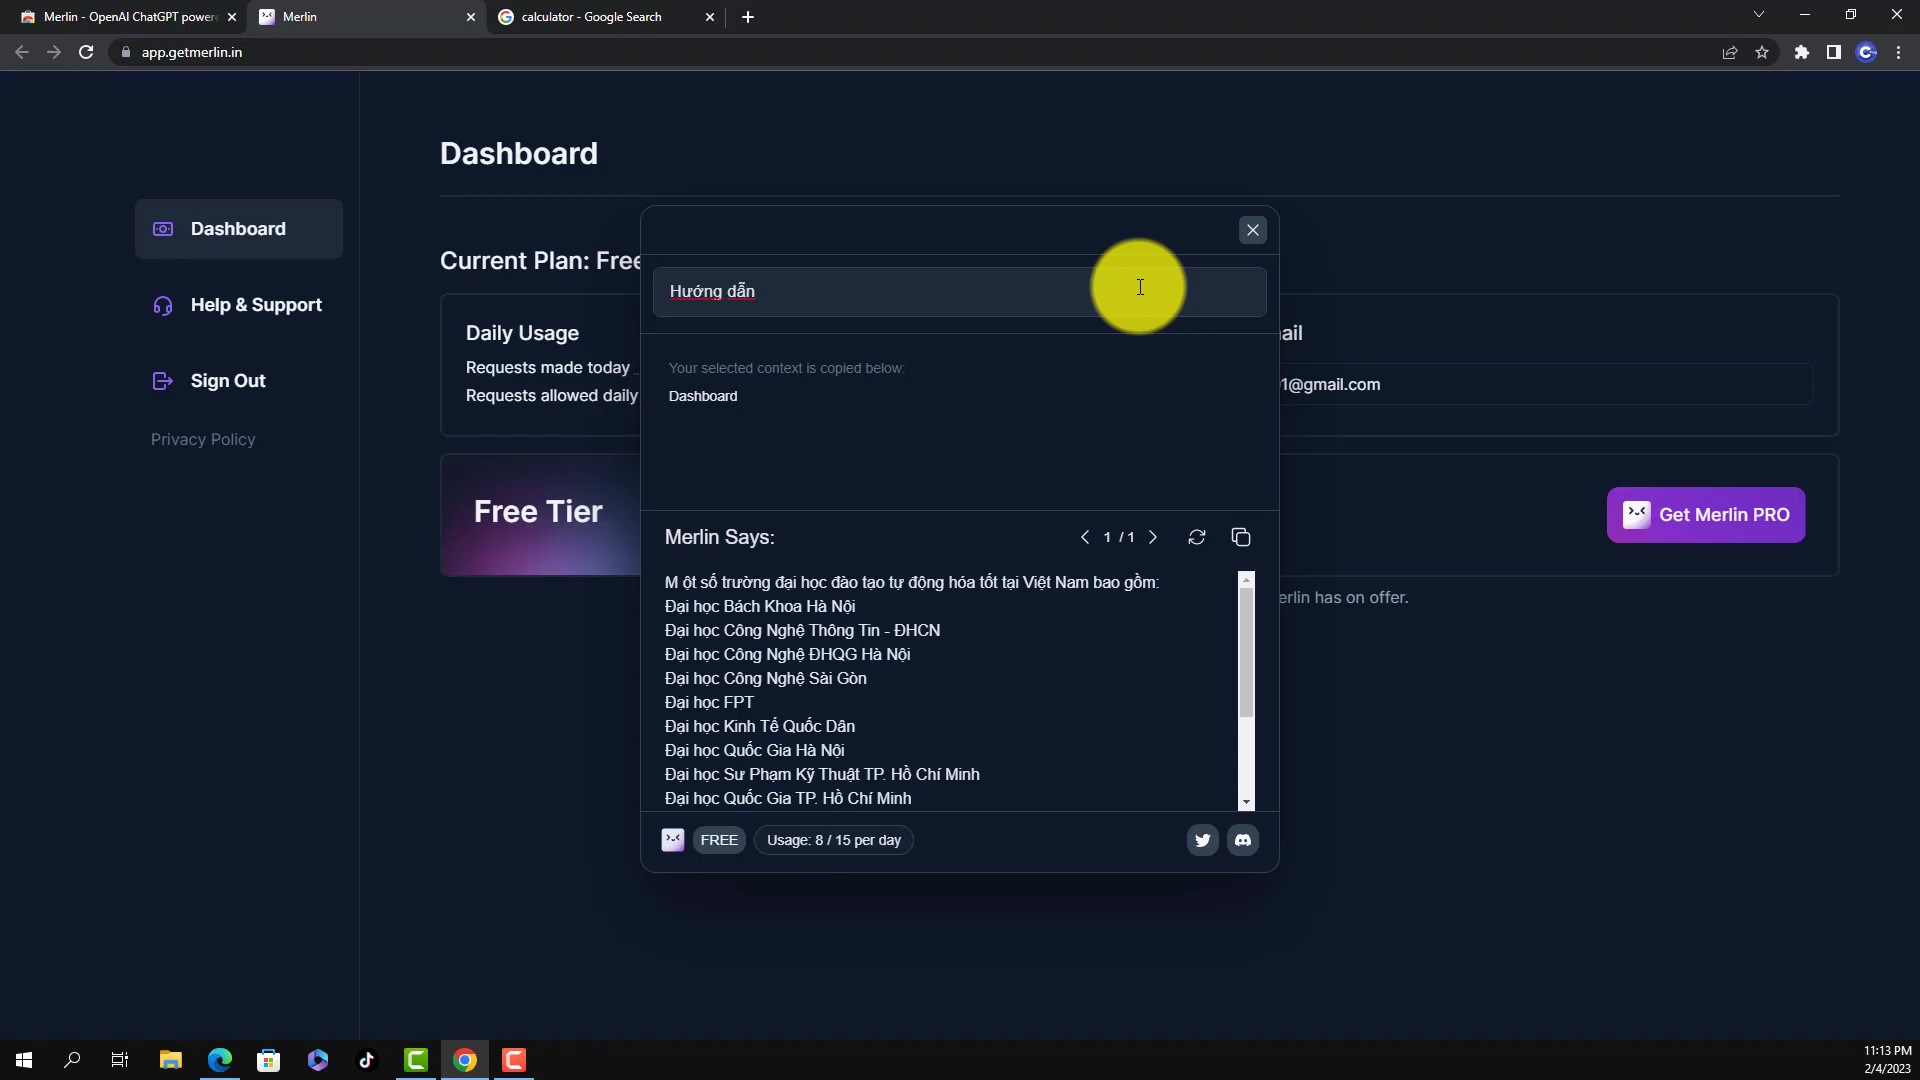 Merlin - OpenAI ChatGPT powere
Merlin
calculator - Google Search
app.getmerlin.in
Dashboard
Dashboard
Help & Support
Sign Out
Privacy Policy
Current Plan: Free
Daily Usage
Requests made today
Requests allowed daily
ail
1@gmail.com
Free Tier
Get Merlin PRO
erlin has on offer.
Hướng dẫn
Your selected context is copied below:
Dashboard
Merlin Says:
1 / 1
M ột số trường đại học đào tạo tự động hóa tốt tại Việt Nam bao gồm:
Đại học Bách Khoa Hà Nội
Đại học Công Nghệ Thông Tin - ĐHCN
Đại học Công Nghệ ĐHQG Hà Nội
Đại học Công Nghệ Sài Gòn
Đại học FPT
Đại học Kinh Tế Quốc Dân
Đại học Quốc Gia Hà Nội
Đại học Sư Phạm Kỹ Thuật TP. Hồ Chí Minh
Đại học Quốc Gia TP. Hồ Chí Minh
FREE
Usage: 8 / 15 per day
11:13 PM
2/4/2023